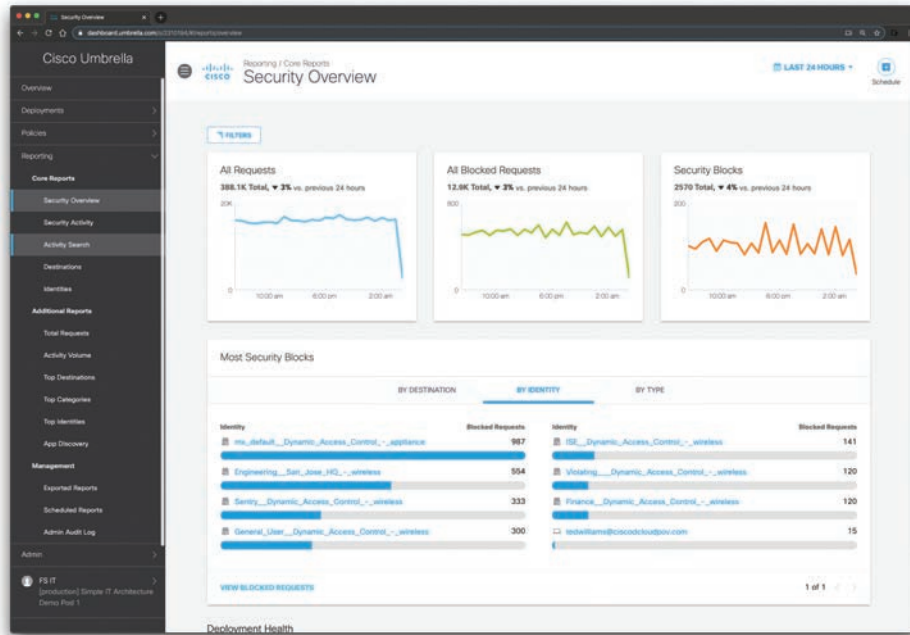 Security Overview
dashboard.umbrella.com
Cisco Umbrella
Overview
Deployments
Policies
Reporting
Core Reports
Security Overview
Security Activity
Activity Search
Destinations
Identities
Additional Reports
Total Requests
Activity Volume
Top Destinations
Top Categories
Top Identities
App Discovery
Management
Exported Reports
Scheduled Reports
Admin Audit Log
Admin
FS IT
[production] Simple IT Architecture
Demo Post 1
CISCO
Reporting / Core Reports
Security Overview
LAST 24 HOURS
Schedule
FILTERS
All Requests
388.1K Total, ▼ 3% vs. previous 24 hours
20K
0
10:00 am 6:00 pm 2:00 am
All Blocked Requests
12.9K Total, ▼ 3% vs. previous 24 hours
800
0
10:00 am 6:00 pm 2:00 am
Security Blocks
2570 Total, ▼ 4% vs. previous 24 hours
200
0
10:00 am 6:00 pm 2:00 am
Most Security Blocks
BY DESTINATION BY IDENTITY BY TYPE
Identity Blocked Requests
mx_default__Dynamic_Access_Control_-_appliance 987
Engineering__San_Jose_HQ_-_wireless 554
Sentry__Dynamic_Access_Control_-_wireless 333
General_User__Dynamic_Access_Control_-_wireless 300
Identity Blocked Requests
ISE__Dynamic_Access_Control_-_wireless 141
Violating___Dynamic_Access_Control_-_wireless 120
Finance__Dynamic_Access_Control_-_wireless 120
tedwilliams@ciscodcloudpov.com 15
VIEW BLOCKED REQUESTS
1 of 1
Deployment Health